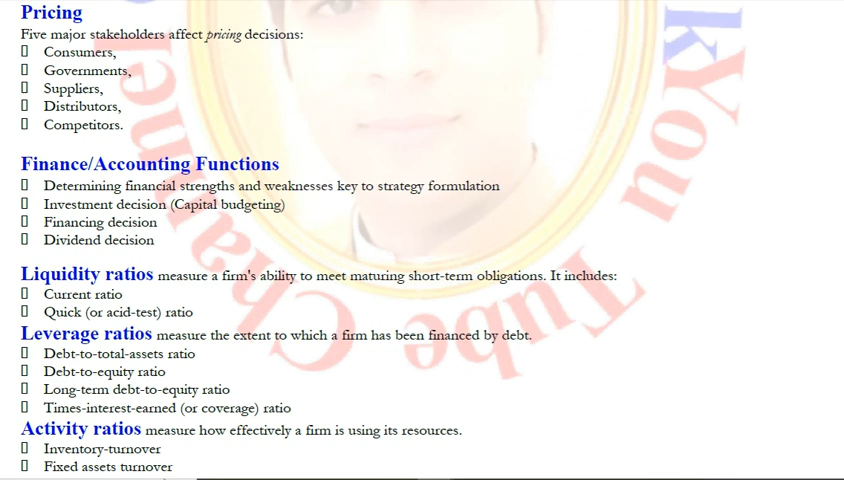 Pricing
Five major stakeholders affect pricing decisions:
Consumers,
Governments,
Suppliers,
Distributors,
Competitors.
Finance/Accounting Functions
Determining financial strengths and weaknesses key to strategy formulation
Investment decision (Capital budgeting)
Financing decision
Dividend decision
Liquidity ratios measure a firm's ability to meet maturing short-term obligations. It includes:
Current ratio
Quick (or acid-test) ratio
Leverage ratios measure the extent to which a firm has been financed by debt.
Debt-to-total-assets ratio
Debt-to-equity ratio
Long-term debt-to-equity ratio
Times-interest-earned (or coverage) ratio
Activity ratios measure how effectively a firm is using its resources.
Inventory-turnover
Fixed assets turnover
You Tube Channel